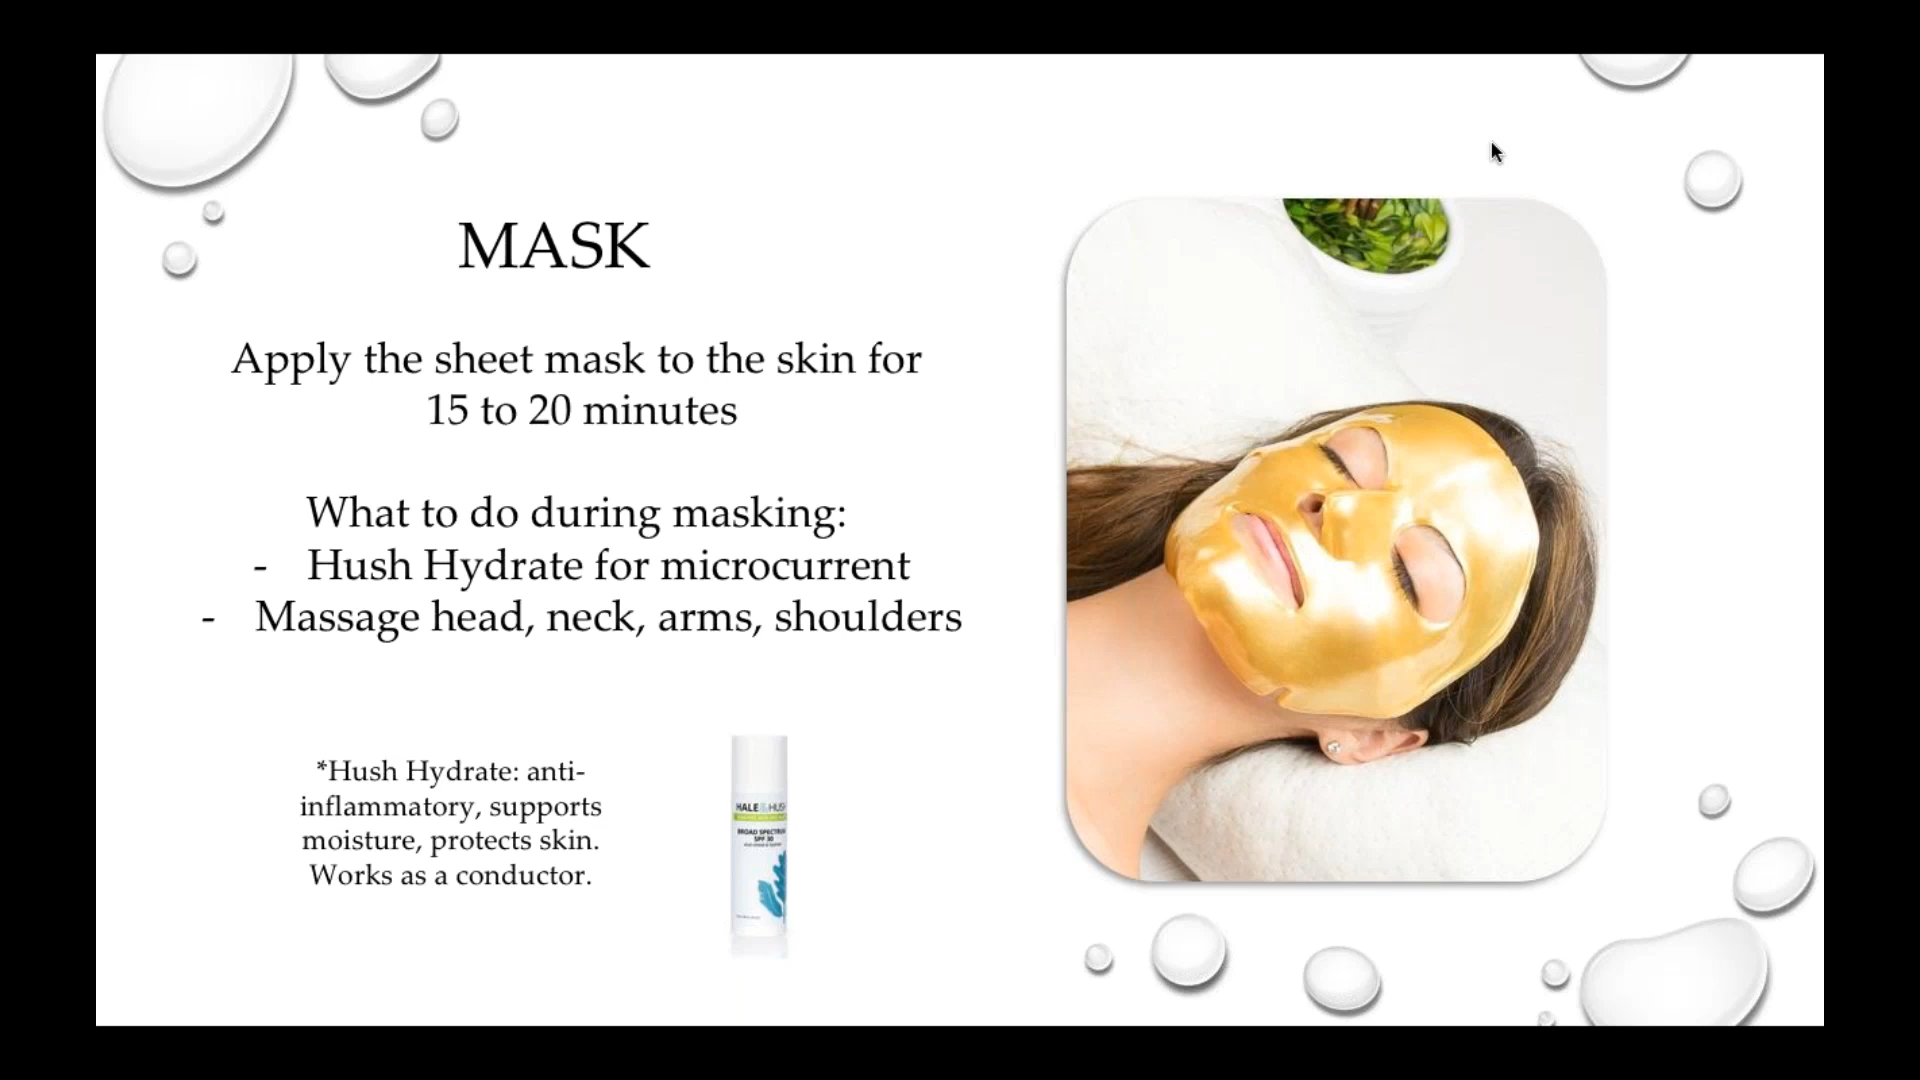 MASK
Apply the sheet mask to the skin for
15 to 20 minutes
What to do during masking:
- Hush Hydrate for microcurrent
- Massage head, neck, arms, shoulders
*Hush Hydrate: anti-
inflammatory, supports
moisture, protects skin.
Works as a conductor.
HALE & HUSH
BROAD SPECTRUM
SPF 30